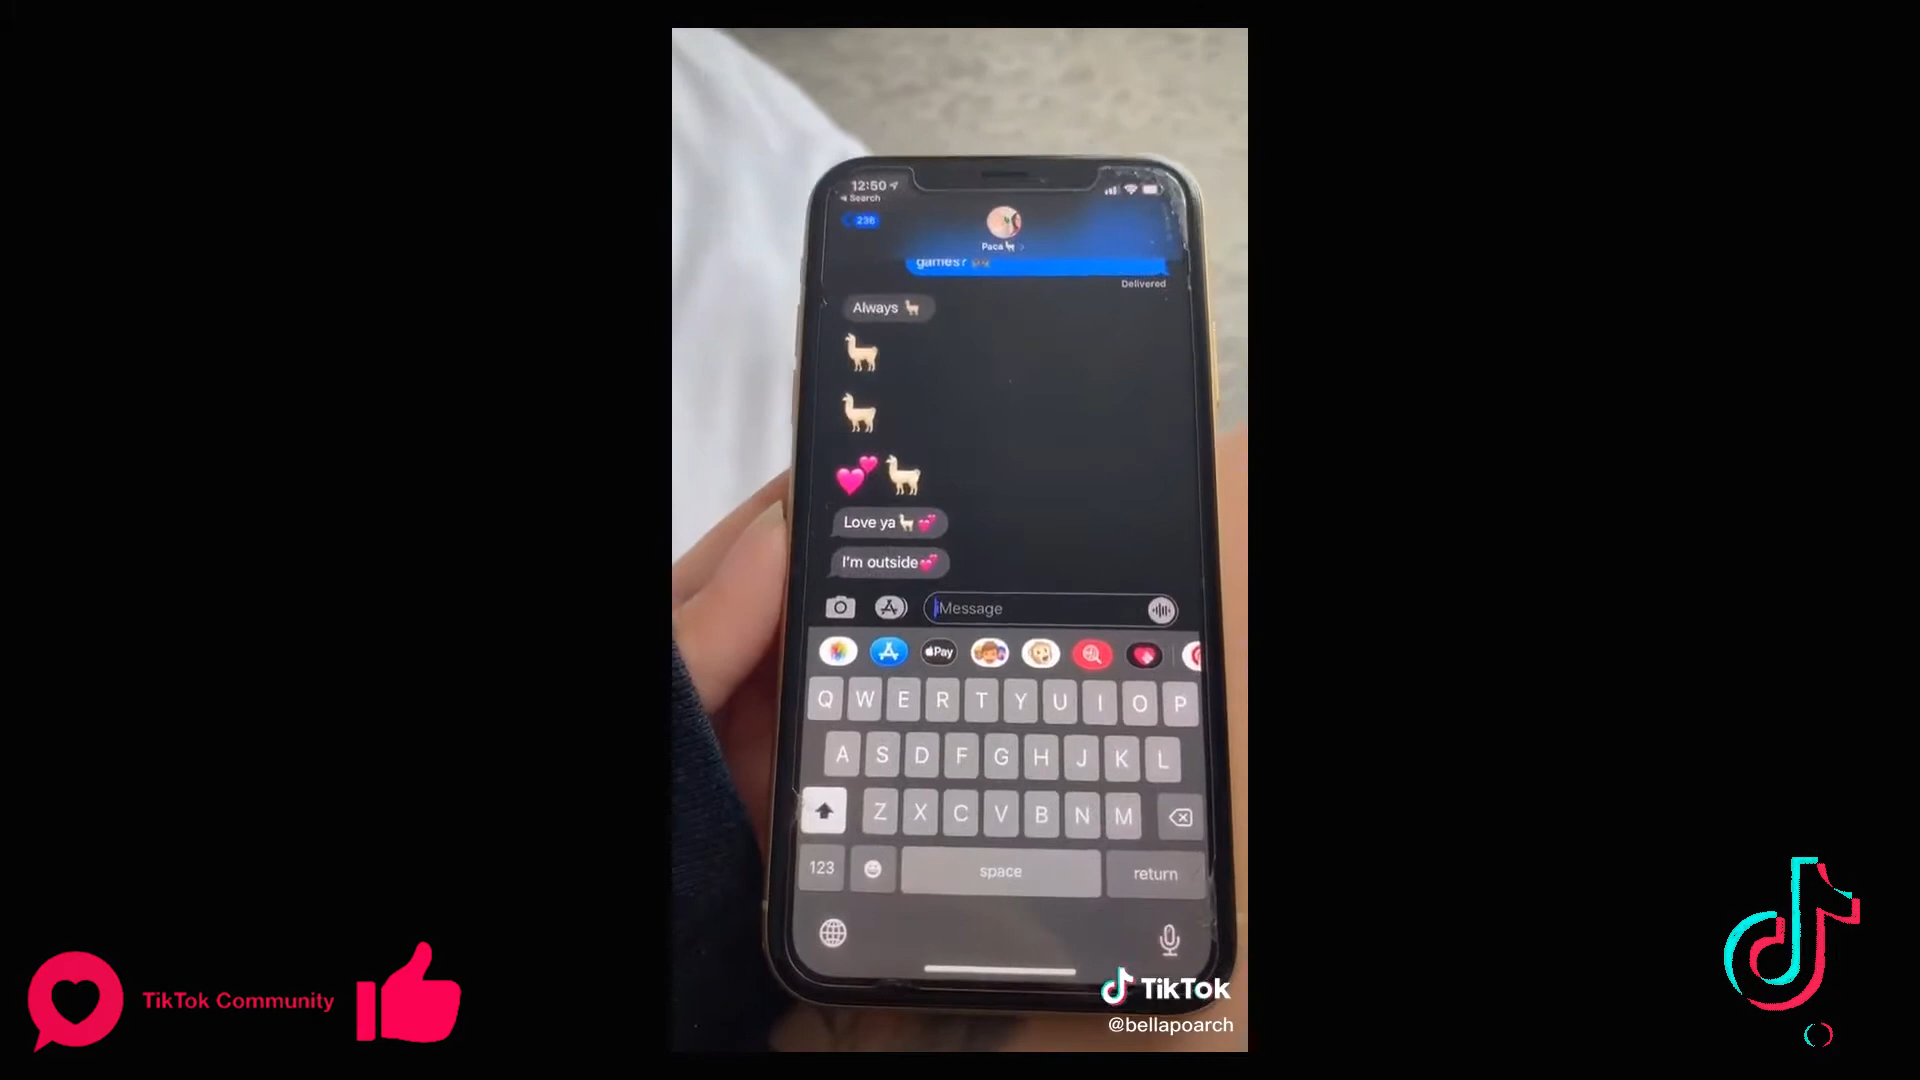 12:50
Search
236
Paca🦙
games?
Delivered
Always 🦙
🦙
🦙
💕🦙
Love ya🦙💕
I'm outside💕
iMessage
Pay
Q W E R T Y U I O P
A S D F G H J K L
Z X C V B N M
123
space
return
TikTok
@bellapoarch
TikTok Community